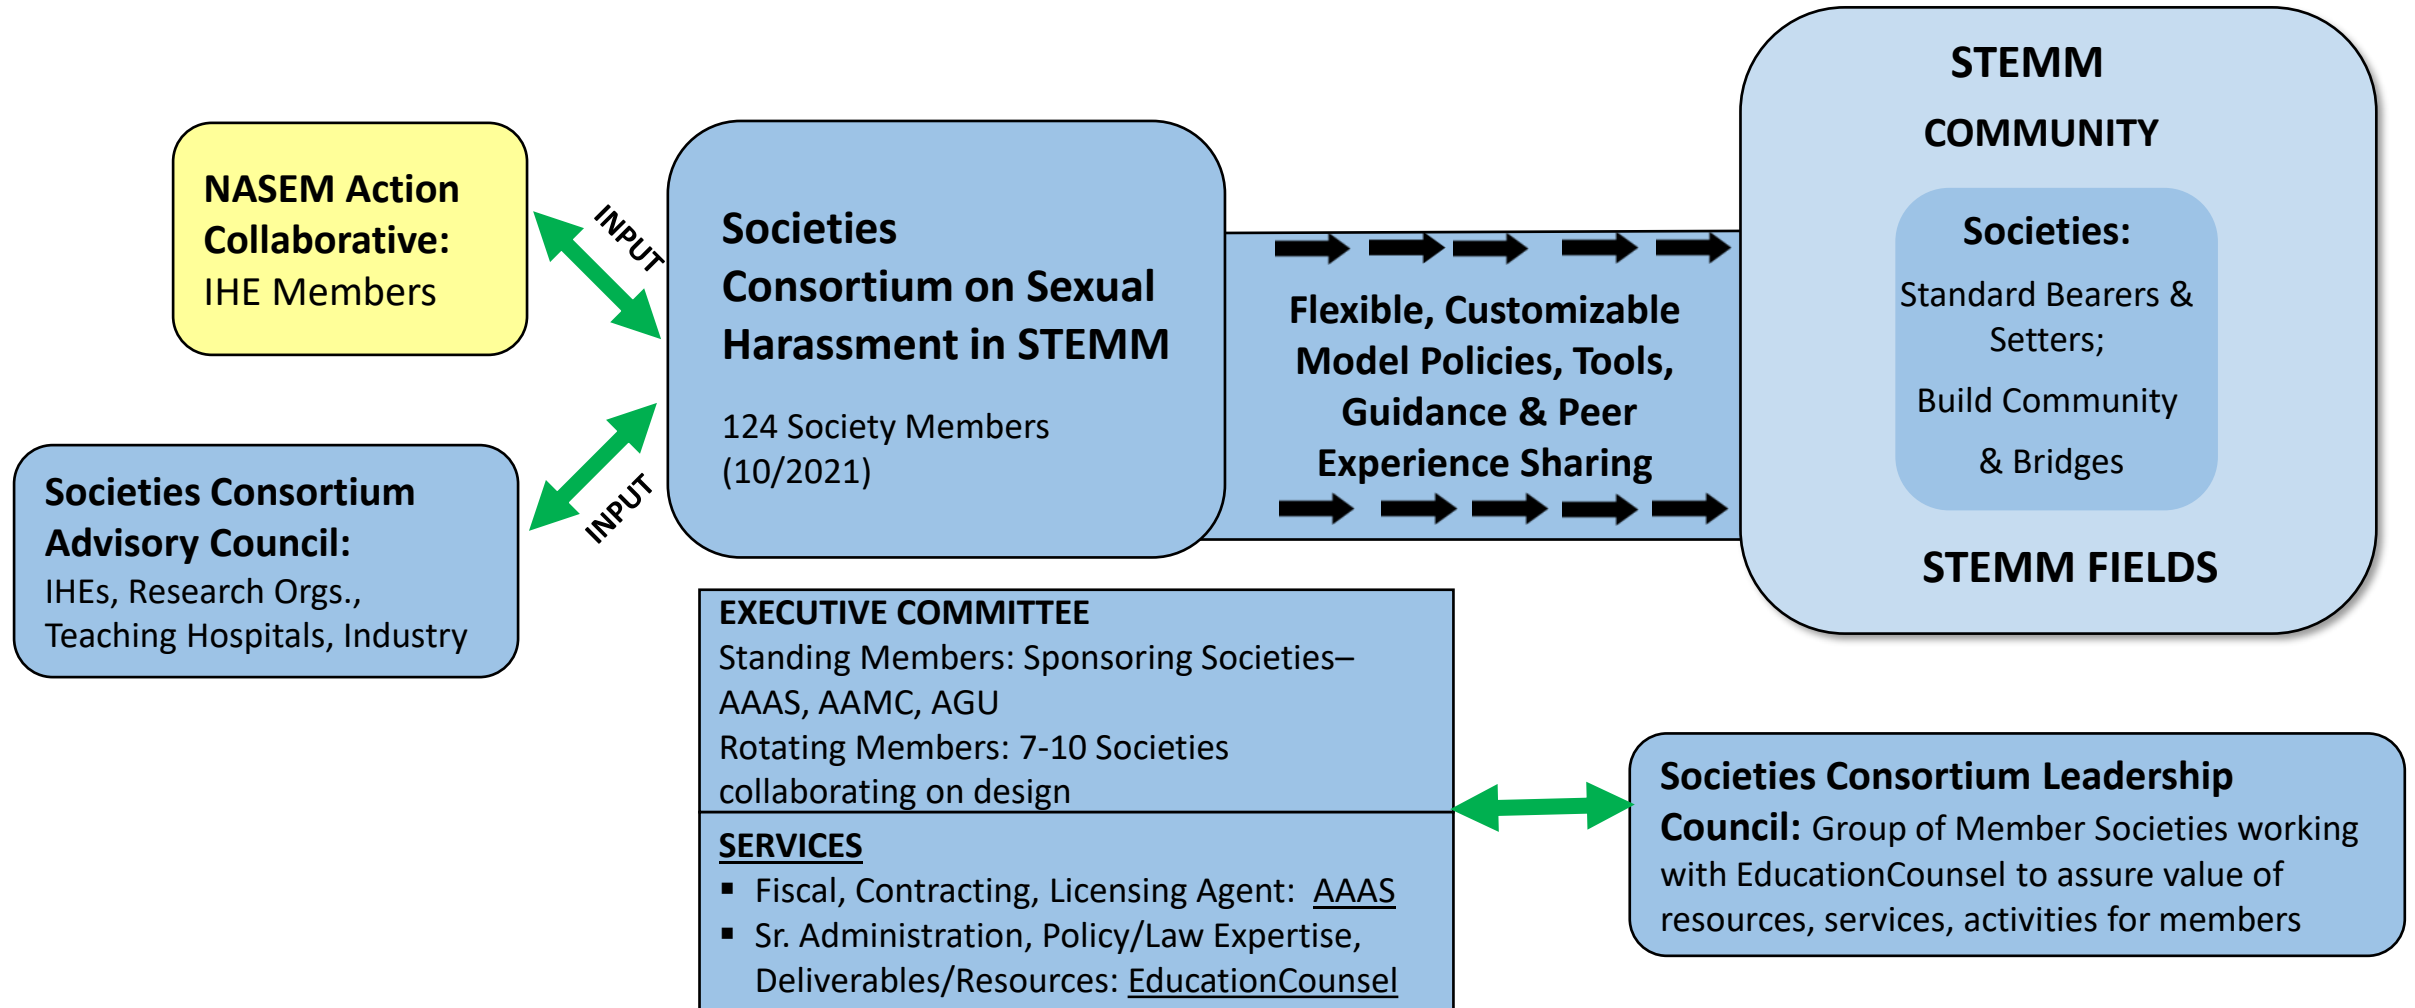 NASEM Action
Collaborative:
IHE Members
INPUT
Societies Consortium
Advisory Council:
IHEs, Research Orgs.,
Teaching Hospitals, Industry
INPUT
Societies
Consortium on Sexual
Harassment in STEMM
124 Society Members
(10/2021)
Flexible, Customizable
Model Policies, Tools,
Guidance & Peer
Experience Sharing
STEMM
COMMUNITY
Societies:
Standard Bearers &
Setters;
Build Community
& Bridges
STEMM FIELDS
EXECUTIVE COMMITTEE
Standing Members: Sponsoring Societies–
AAAS, AAMC, AGU
Rotating Members: 7-10 Societies
collaborating on design
SERVICES
▪ Fiscal, Contracting, Licensing Agent: AAAS
▪ Sr. Administration, Policy/Law Expertise,
Deliverables/Resources: EducationCounsel
Societies Consortium Leadership
Council: Group of Member Societies working
with EducationCounsel to assure value of
resources, services, activities for members